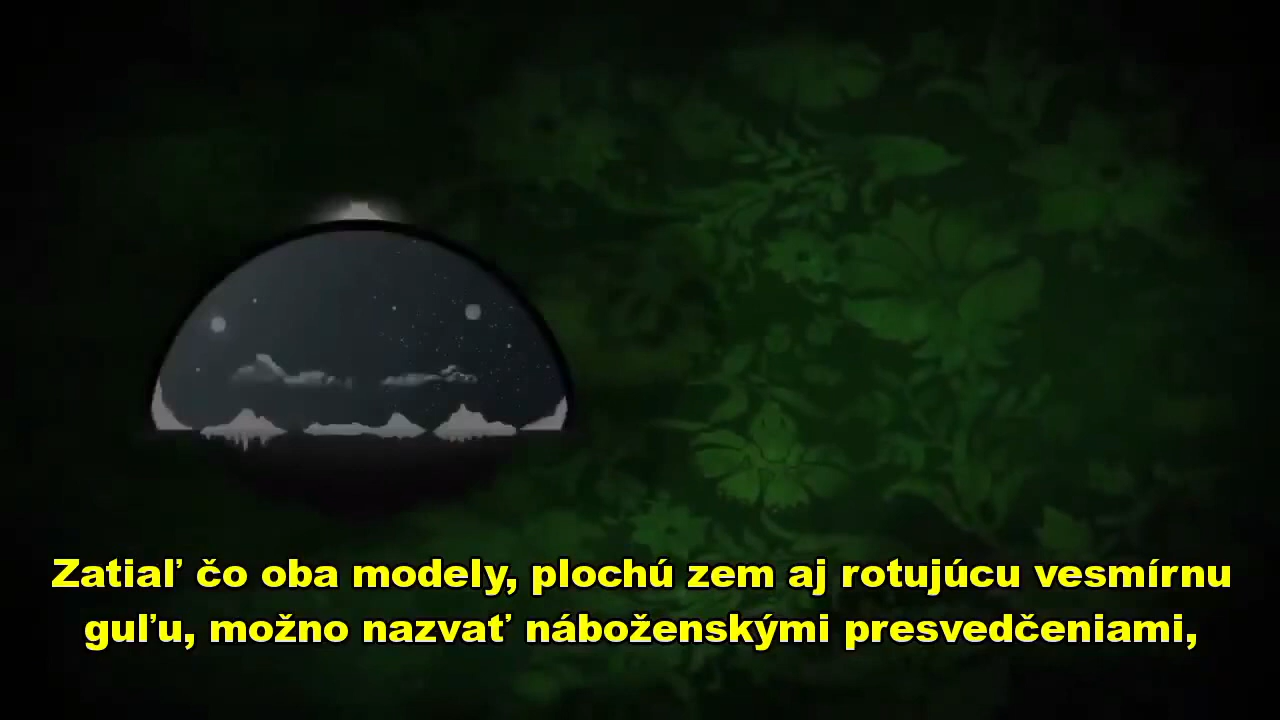 Zatiaľ čo oba modely, plochú zem aj rotujúcu vesmírnu
guľu, možno nazvať náboženskými presvedčeniami,